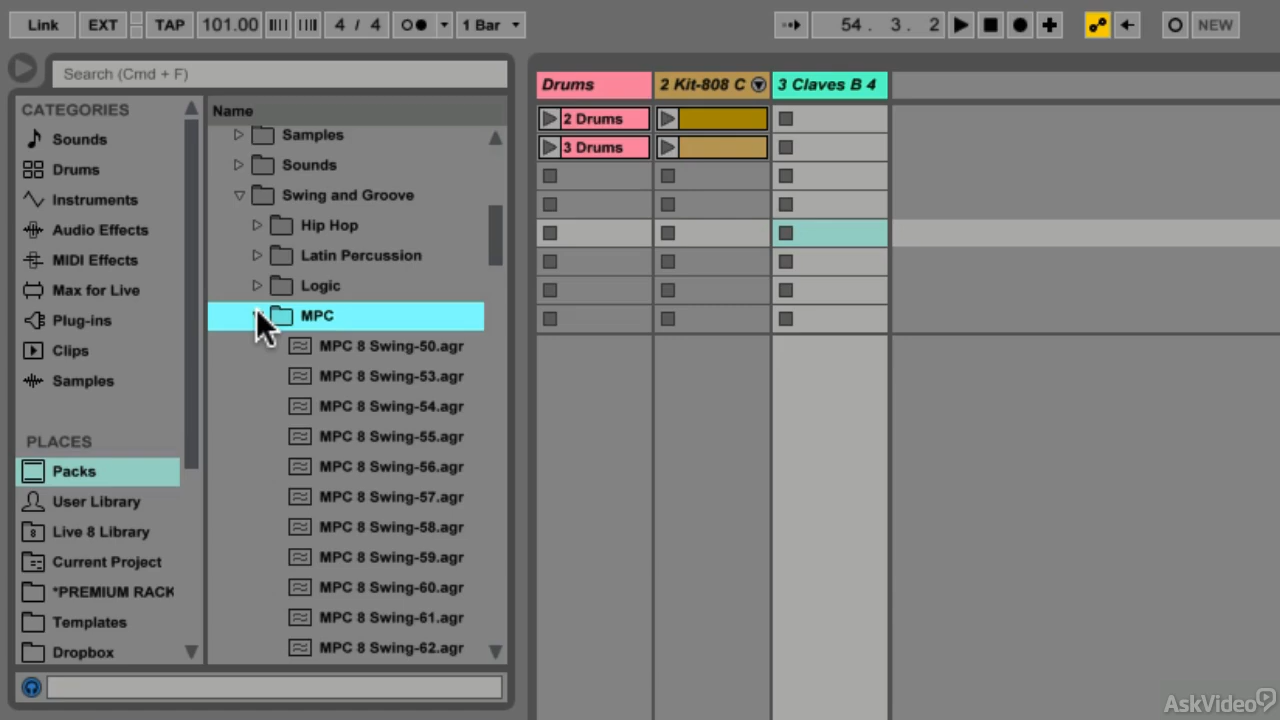 Link EXT TAP 101.00 4 / 4 1 Bar 54 . 3 . 2 NEW
Search (Cmd + F)
CATEGORIES
Sounds
Drums
Instruments
Audio Effects
MIDI Effects
Max for Live
Plug-ins
Clips
Samples
PLACES
Packs
User Library
8 Live 8 Library
Current Project
*PREMIUM RACK
Templates
Dropbox
Name
Samples
Sounds
Swing and Groove
Hip Hop
Latin Percussion
Logic
MPC
MPC 8 Swing-50.agr
MPC 8 Swing-53.agr
MPC 8 Swing-54.agr
MPC 8 Swing-55.agr
MPC 8 Swing-56.agr
MPC 8 Swing-57.agr
MPC 8 Swing-58.agr
MPC 8 Swing-59.agr
MPC 8 Swing-60.agr
MPC 8 Swing-61.agr
MPC 8 Swing-62.agr
Drums 2 Kit-808 C 3 Claves B 4
2 Drums
3 Drums
AskVideo